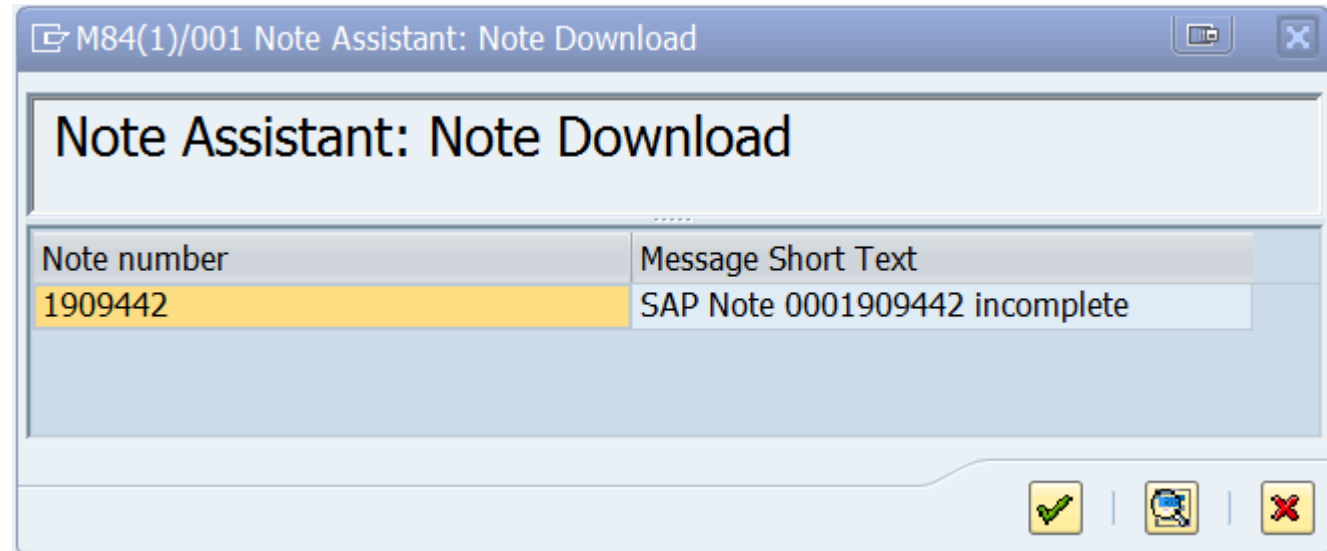 M84(1)/001 Note Assistant: Note Download
Note Assistant: Note Download
Note number Message Short Text
1909442 SAP Note 0001909442 incomplete